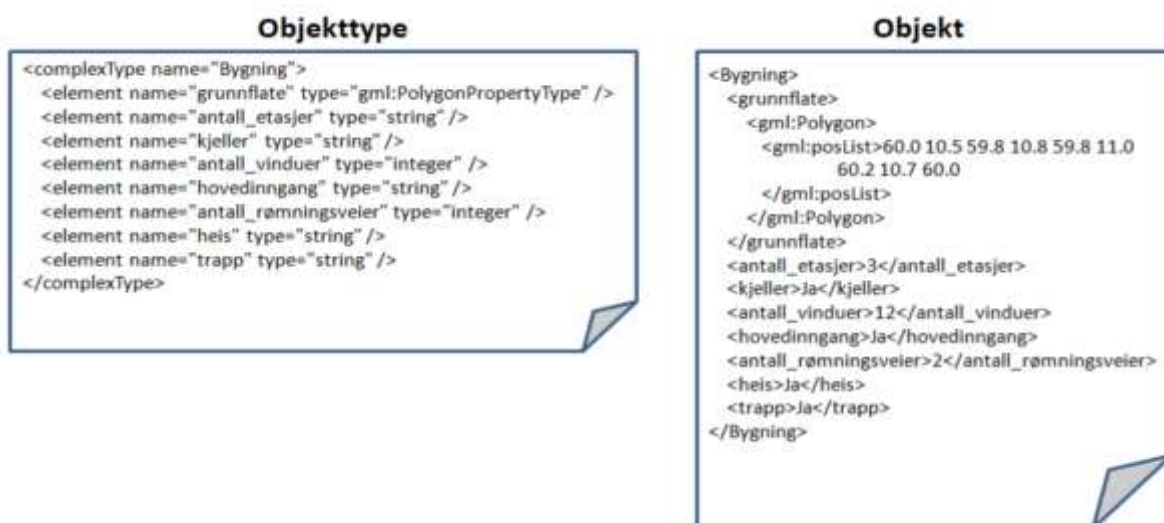 Objekttype
<complexType name="Bygning">
<element name="grunnflate" type="gml:PolygonPropertyType" />
<element name="antall_etasjer" type="string" />
<element name="kjeller" type="string" />
<element name="antall_vinduer" type="integer" />
<element name="hovedinngang" type="string" />
<element name="antall_rømningsveier" type="integer" />
<element name="heis" type="string" />
<element name="trapp" type="string" />
</complexType>
Objekt
<Bygning>
<grunnflate>
<gml:Polygon>
<gml:posList>60.0 10.5 59.8 10.8 59.8 11.0
60.2 10.7 60.0
</gml:posList>
</gml:Polygon>
</grunnflate>
<antall_etasjer>3</antall_etasjer>
<kjeller>Ja</kjeller>
<antall_vinduer>12</antall_vinduer>
<hovedinngang>Ja</hovedinngang>
<antall_rømningsveier>2</antall_rømningsveier>
<heis>Ja</heis>
<trapp>Ja</trapp>
</Bygning>